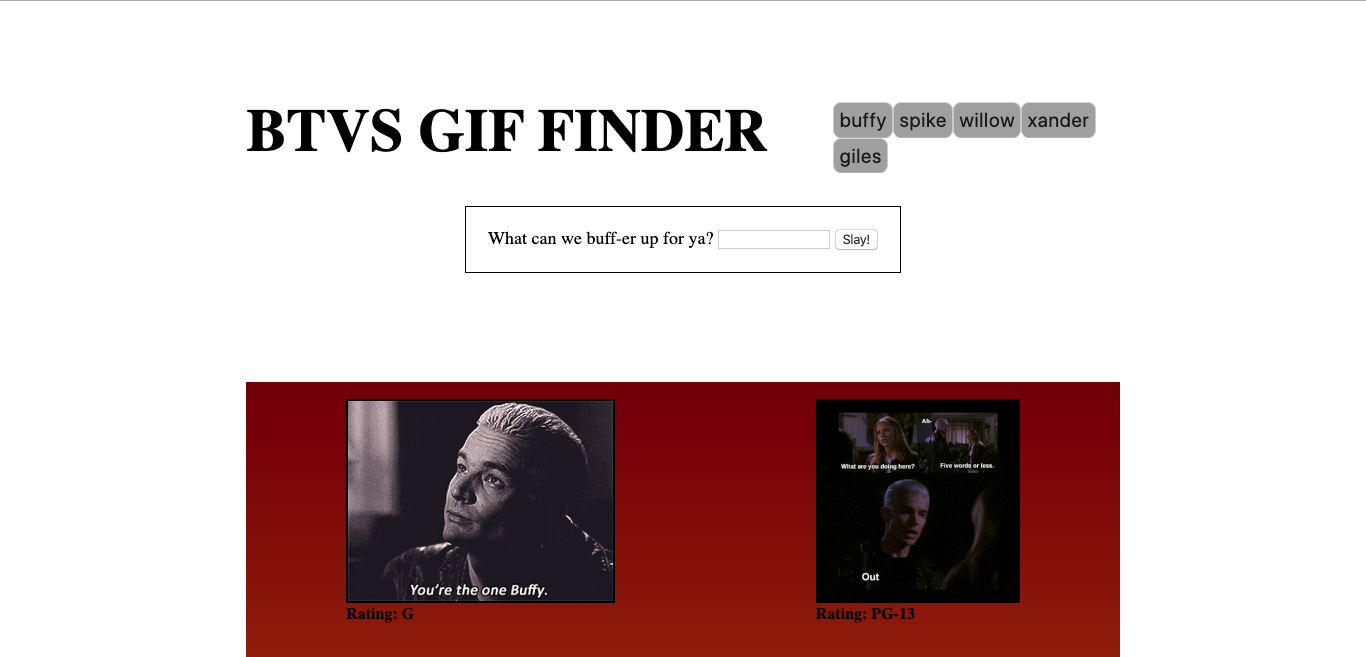 BTVS GIF FINDER
buffy spike willow xander
giles
What can we buff-er up for ya? Slay!
You're the one Buffy.
Rating: G
Ah-
What are you doing here? Five words or less.
Out
Rating: PG-13